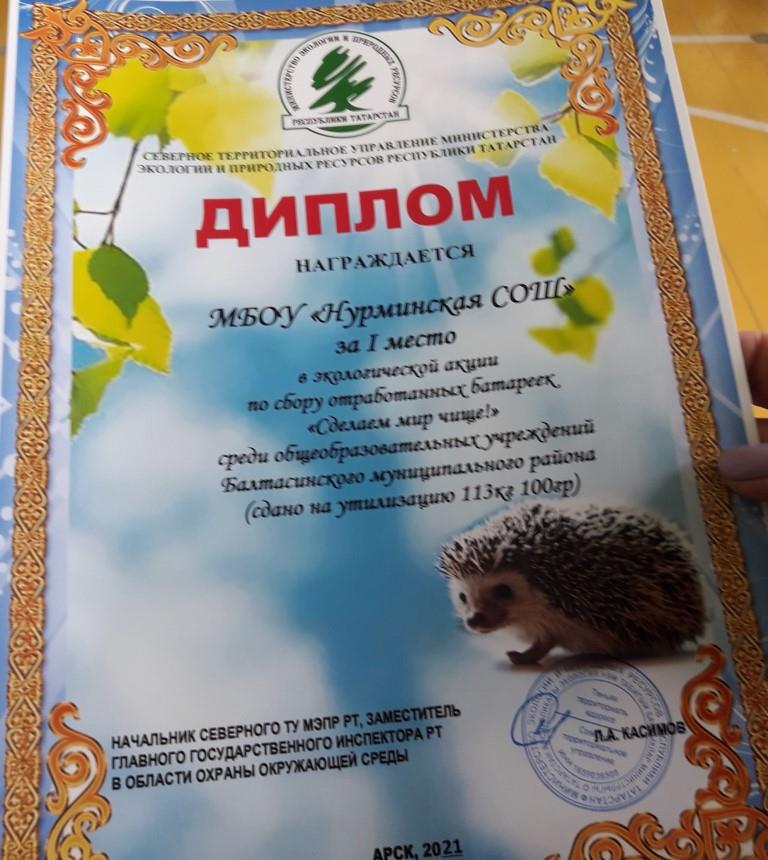 МИНИСТЕРСТВО ЭКОЛОГИИ И ПРИРОДНЫХ РЕСУРСОВ
РЕСПУБЛИКИ ТАТАРСТАН
СЕВЕРНОЕ ТЕРРИТОРИАЛЬНОЕ УПРАВЛЕНИЕ МИНИСТЕРСТВА
ЭКОЛОГИИ И ПРИРОДНЫХ РЕСУРСОВ РЕСПУБЛИКИ ТАТАРСТАН
ДИПЛОМ
НАГРАЖДАЕТСЯ
МБОУ «Нурминская СОШ»
за I место
в экологической акции
по сбору отработанных батареек
«Сделаем мир чище!»
среди общеобразовательных учреждений
Балтасинского муниципального района
(сдано на утилизацию 113кг 100гр)
НАЧАЛЬНИК СЕВЕРНОГО ТУ МЭПР РТ, ЗАМЕСТИТЕЛЬ
ГЛАВНОГО ГОСУДАРСТВЕННОГО ИНСПЕКТОРА РТ
В ОБЛАСТИ ОХРАНЫ ОКРУЖАЮЩЕЙ СРЕДЫ
Л.А. КАСИМОВ
территориальное
управление
АРСК, 2021